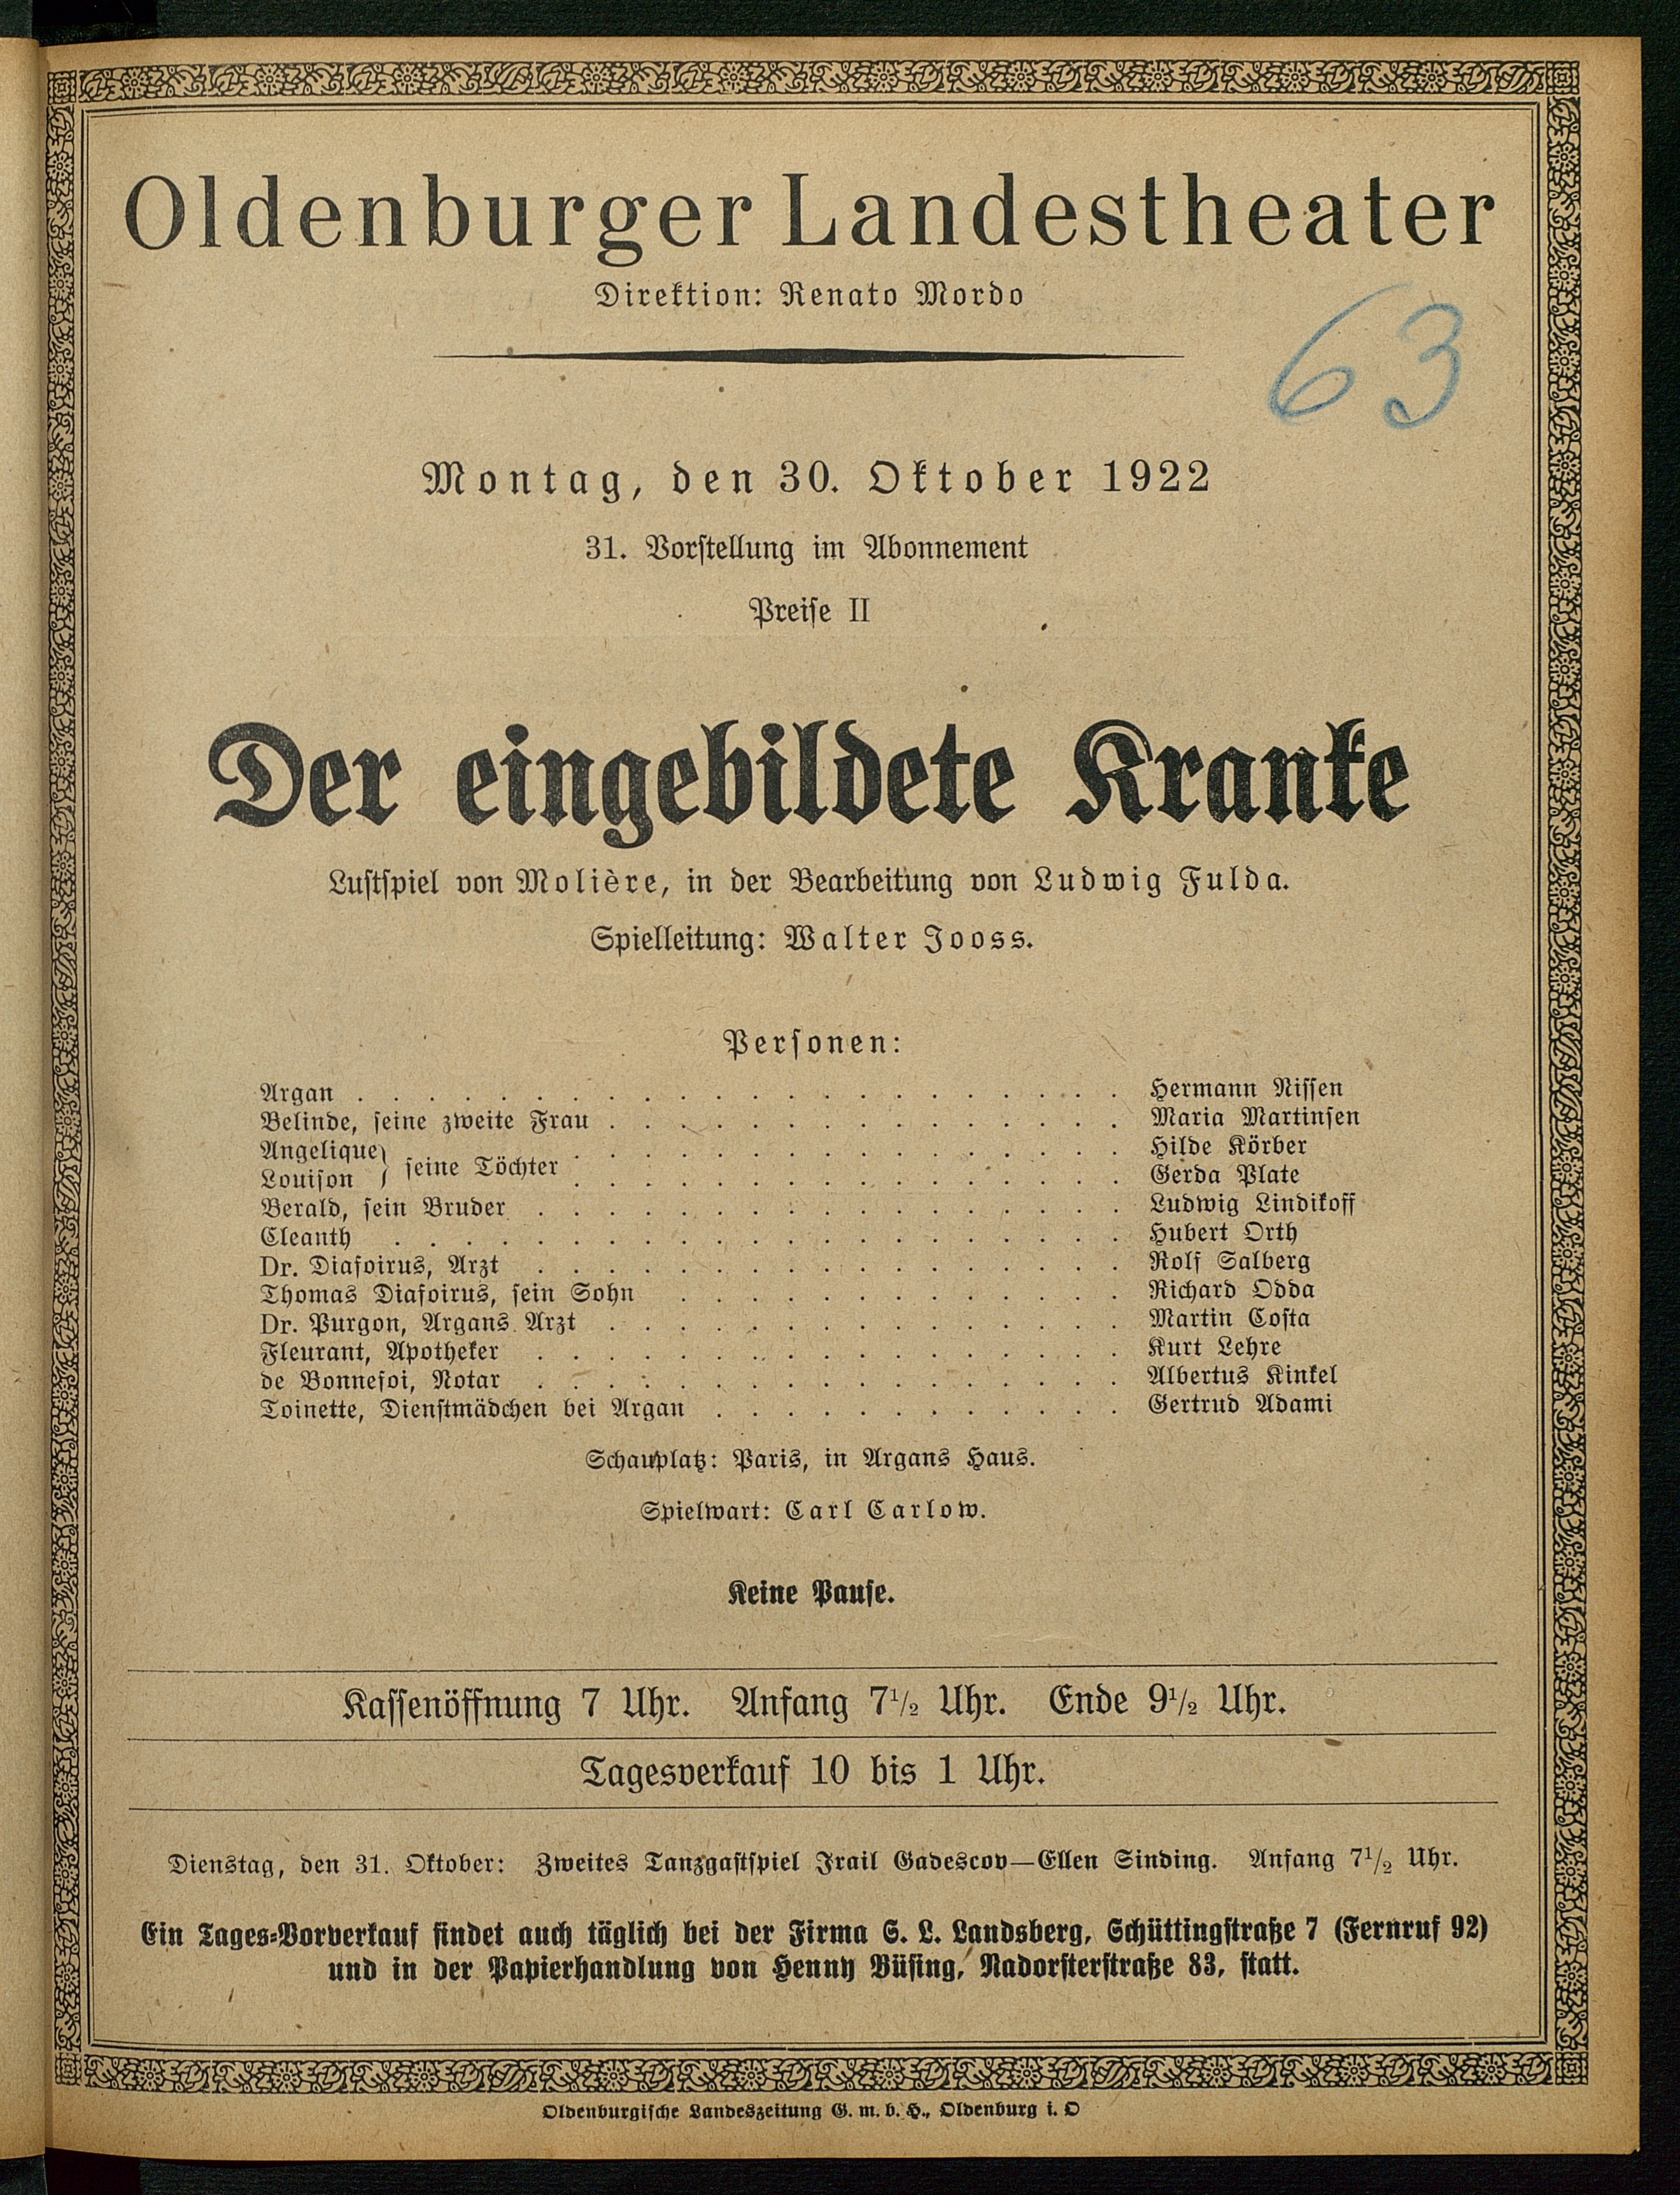 Oldenburger Landestheater
Direktion: Renato Mordo
63
Montag, den 30. Oktober 1922
31. Vorstellung im Abonnement
Preise II
Der eingebildete Kranke
Lustspiel von Molière, in der Bearbeitung von Ludwig Fulda.
Spielleitung: Walter Jooss.
Personen:
Argan . . . . . . . . . . . . . . . . . . . . . . Hermann Nissen
Belinde, seine zweite Frau . . . . . . . . . . . . . . . Maria Martinsen
Angelique } seine Töchter . . . . . . . . . . . . . . . . Hilde Körber
Louison } . . . . . . . . . . . . . . . . Gerda Plate
Berald, sein Bruder . . . . . . . . . . . . . . . . . Ludwig Lindikoff
Cleanth . . . . . . . . . . . . . . . . . . . . . Hubert Orth
Dr. Diafoirus, Arzt . . . . . . . . . . . . . . . . . Rolf Salberg
Thomas Diafoirus, sein Sohn . . . . . . . . . . . . . Richard Odda
Dr. Purgon, Argans Arzt . . . . . . . . . . . . . . . Martin Costa
Fleurant, Apotheker . . . . . . . . . . . . . . . . . Kurt Lehre
de Bonnefoi, Notar . . . . . . . . . . . . . . . . . Albertus Kinkel
Toinette, Dienstmädchen bei Argan . . . . . . . . . . . . Gertrud Adami
Schauplatz: Paris, in Argans Haus.
Spielwart: Carl Carlow.
Keine Pause.
Kassenöffnung 7 Uhr. Anfang 7½ Uhr. Ende 9½ Uhr.
Tagesverkauf 10 bis 1 Uhr.
Dienstag, den 31. Oktober: Zweites Tanzgastspiel Irail Gadescov—Ellen Sinding. Anfang 7½ Uhr.
Ein Tages-Vorverkauf findet auch täglich bei der Firma S. L. Landsberg, Schüttingstraße 7 (Fernruf 92)
und in der Papierhandlung von Henny Büsing, Nadorsterstraße 83, statt.
Oldenburgische Landeszeitung G. m. b. H., Oldenburg i. O